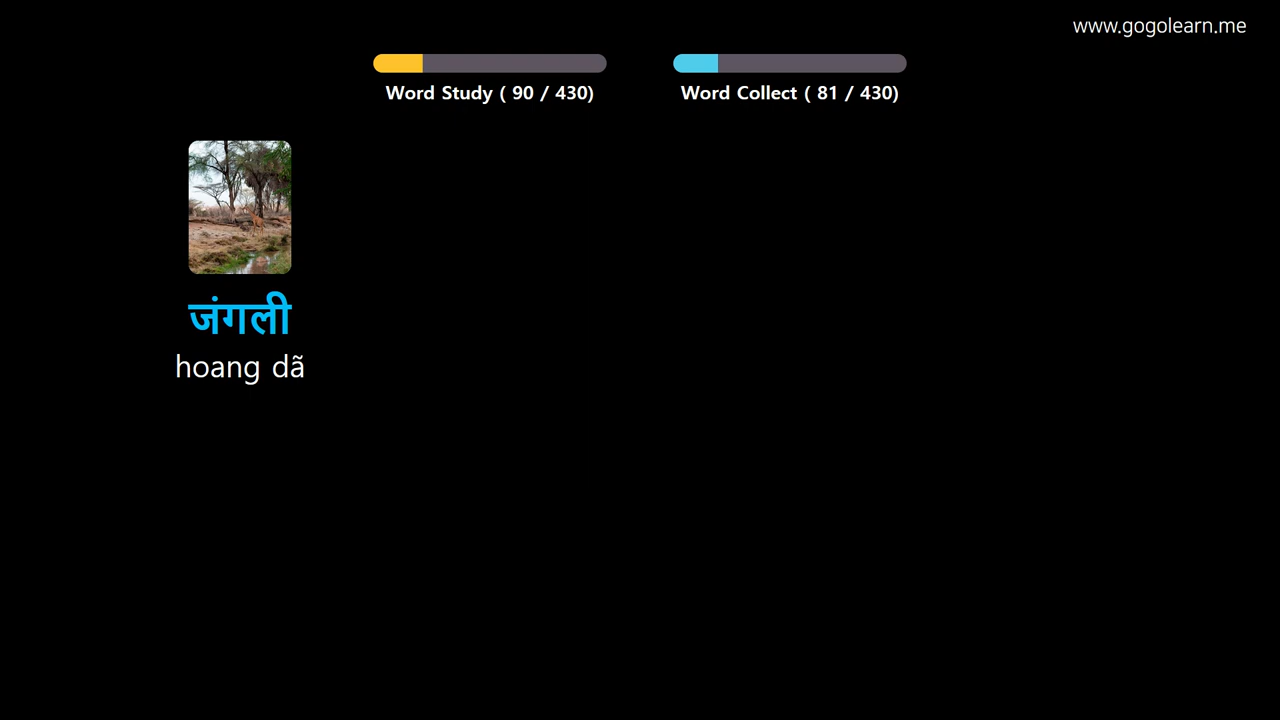 www.gogolearn.me
Word Study ( 90 / 430)
Word Collect ( 81 / 430)
जंगली
hoang dã